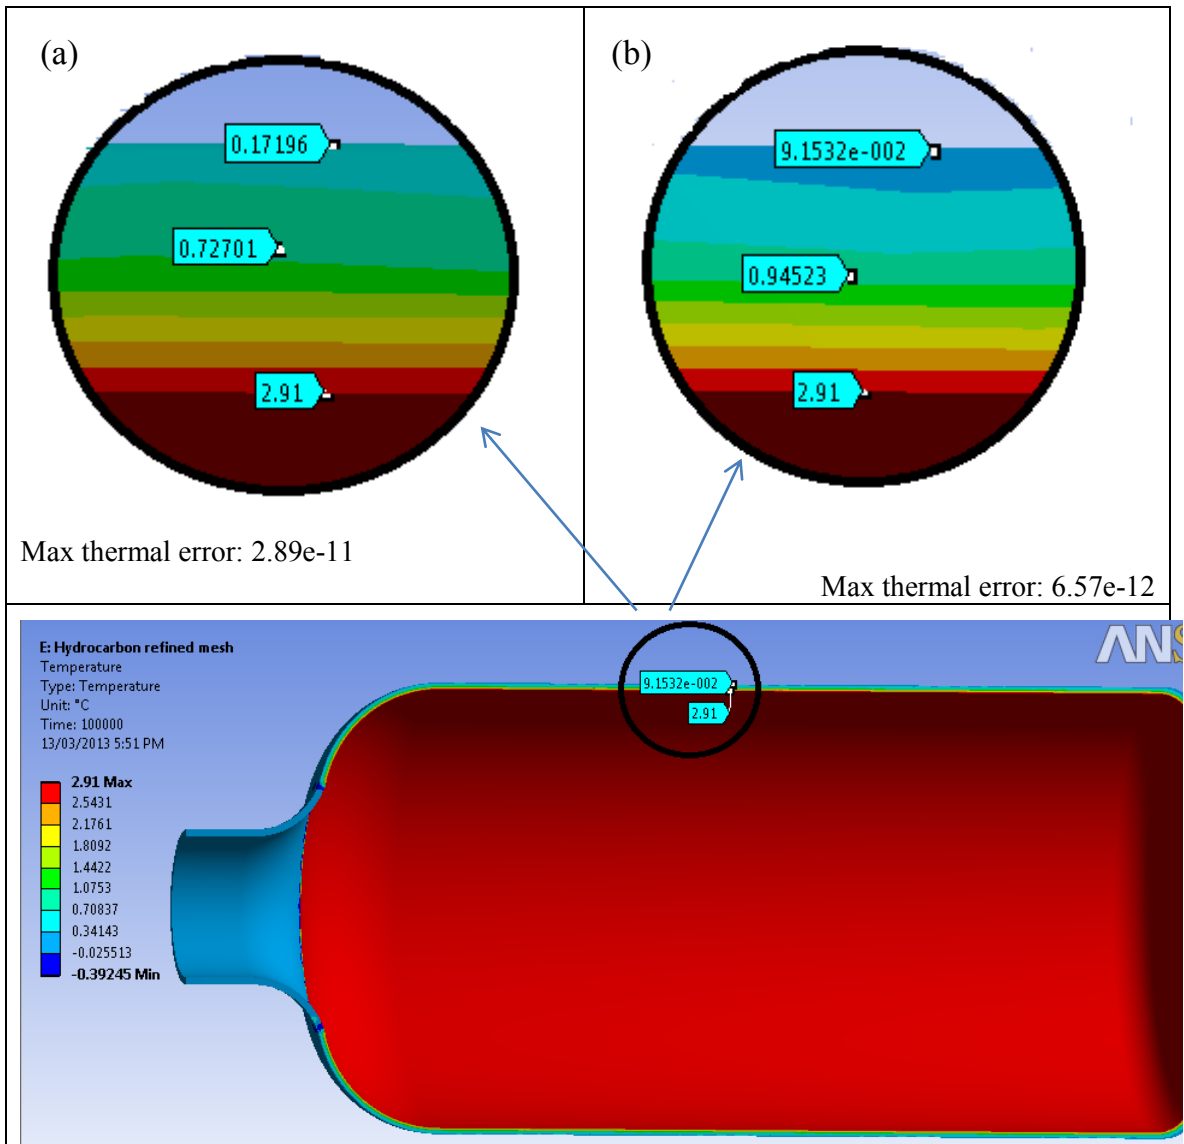 (a)
0.17196
0.72701
2.91
Max thermal error: 2.89e-11
(b)
9.1532e-002
0.94523
2.91
Max thermal error: 6.57e-12
E: Hydrocarbon refined mesh
Temperature
Type: Temperature
Unit: °C
Time: 100000
13/03/2013 5:51 PM
2.91 Max
2.5431
2.1761
1.8092
1.4422
1.0753
0.70837
0.34143
-0.025513
-0.39245 Min
9.1532e-002
2.91
ANS